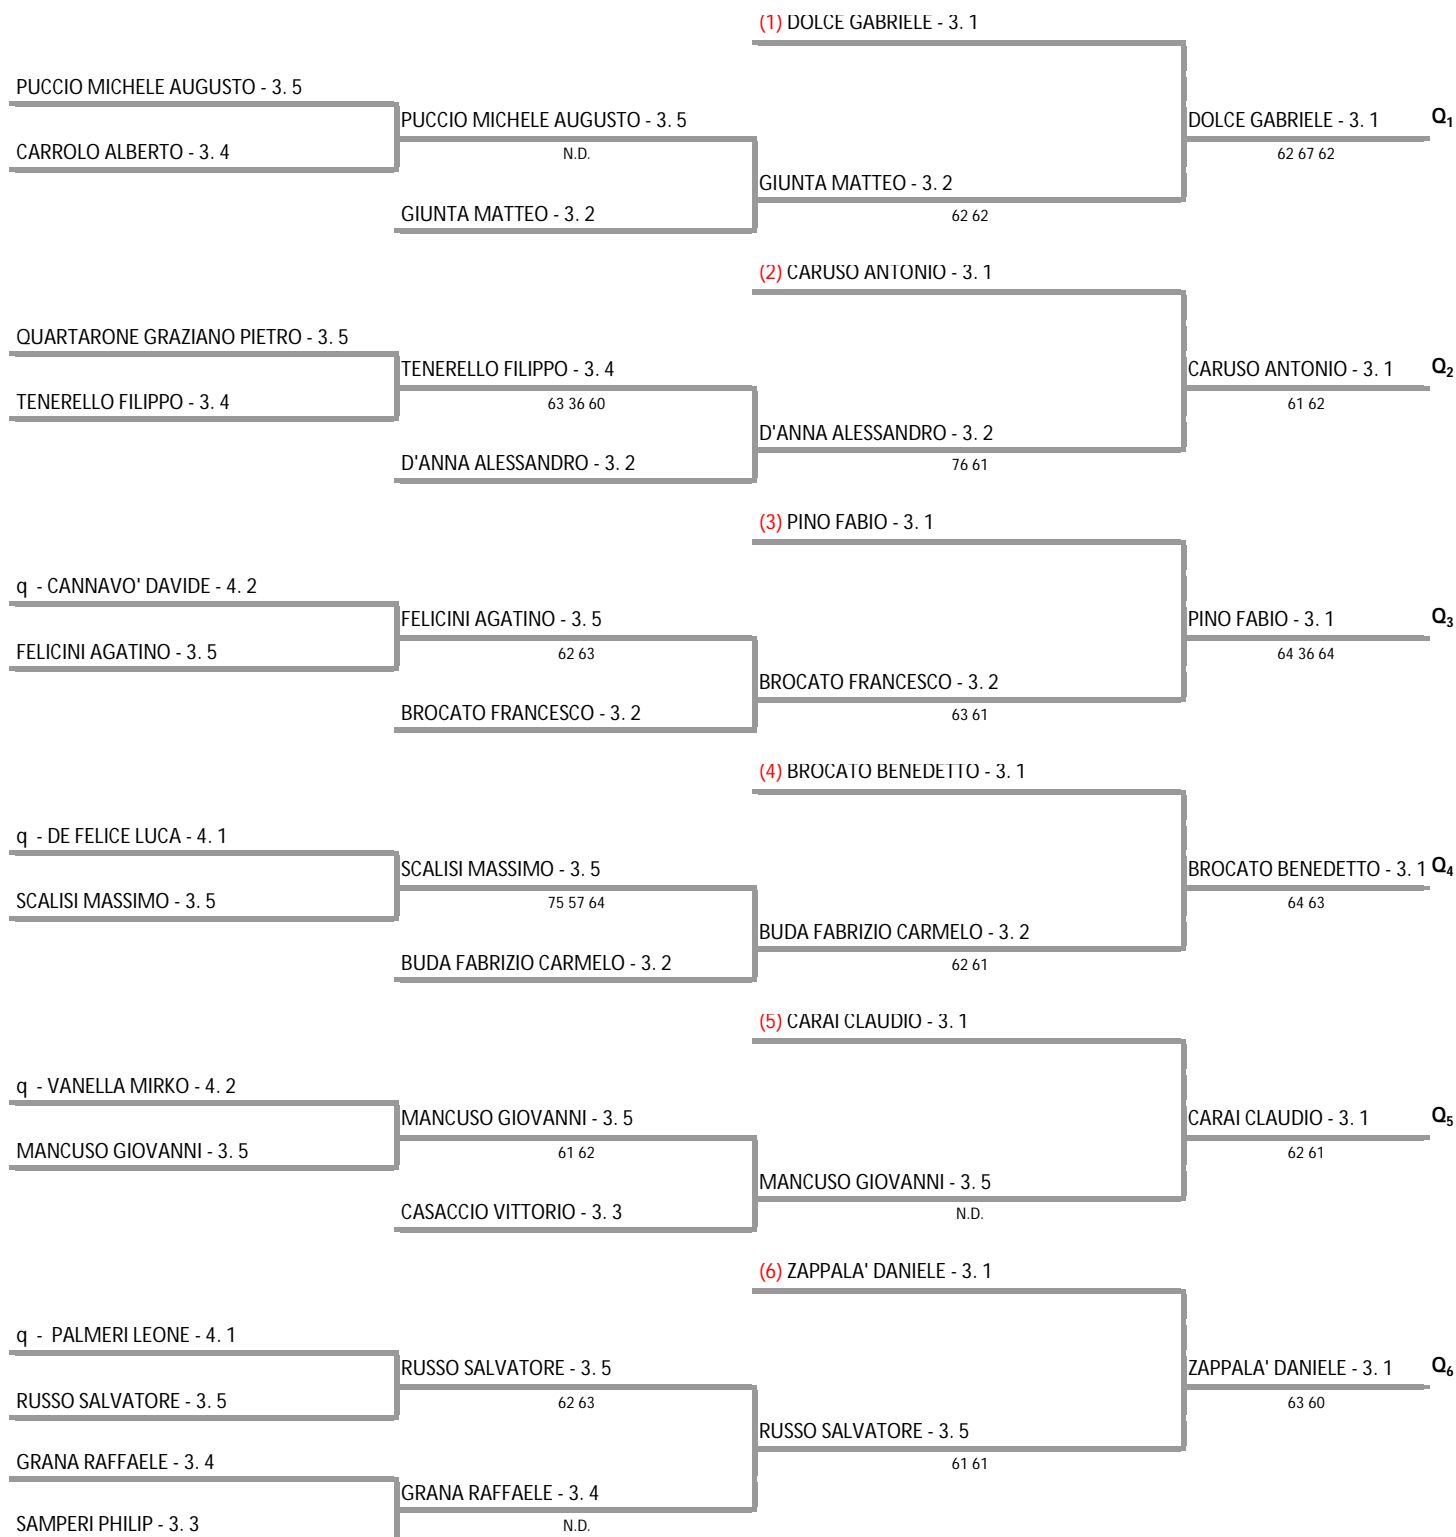 (1) DOLCE GABRIELE - 3. 1
PUCCIO MICHELE AUGUSTO - 3. 5
PUCCIO MICHELE AUGUSTO - 3. 5
DOLCE GABRIELE - 3. 1 Q1
CARROLO ALBERTO - 3. 4
N.D.
62 67 62
GIUNTA MATTEO - 3. 2
GIUNTA MATTEO - 3. 2
62 62
(2) CARUSO ANTONIO - 3. 1
QUARTARONE GRAZIANO PIETRO - 3. 5
TENERELLO FILIPPO - 3. 4
CARUSO ANTONIO - 3. 1 Q2
TENERELLO FILIPPO - 3. 4
63 36 60
61 62
D'ANNA ALESSANDRO - 3. 2
D'ANNA ALESSANDRO - 3. 2
76 61
(3) PINO FABIO - 3. 1
q - CANNAVO' DAVIDE - 4. 2
FELICINI AGATINO - 3. 5
PINO FABIO - 3. 1 Q3
FELICINI AGATINO - 3. 5
62 63
64 36 64
BROCATO FRANCESCO - 3. 2
BROCATO FRANCESCO - 3. 2
63 61
(4) BROCATO BENEDETTO - 3. 1
q - DE FELICE LUCA - 4. 1
SCALISI MASSIMO - 3. 5
BROCATO BENEDETTO - 3. 1 Q4
SCALISI MASSIMO - 3. 5
75 57 64
64 63
BUDA FABRIZIO CARMELO - 3. 2
BUDA FABRIZIO CARMELO - 3. 2
62 61
(5) CARAI CLAUDIO - 3. 1
q - VANELLA MIRKO - 4. 2
MANCUSO GIOVANNI - 3. 5
CARAI CLAUDIO - 3. 1 Q5
MANCUSO GIOVANNI - 3. 5
61 62
62 61
MANCUSO GIOVANNI - 3. 5
CASACCIO VITTORIO - 3. 3
N.D.
(6) ZAPPALA' DANIELE - 3. 1
q - PALMERI LEONE - 4. 1
RUSSO SALVATORE - 3. 5
ZAPPALA' DANIELE - 3. 1 Q6
RUSSO SALVATORE - 3. 5
62 63
63 60
RUSSO SALVATORE - 3. 5
GRANA RAFFAELE - 3. 4
61 61
GRANA RAFFAELE - 3. 4
SAMPERI PHILIP - 3. 3
N.D.